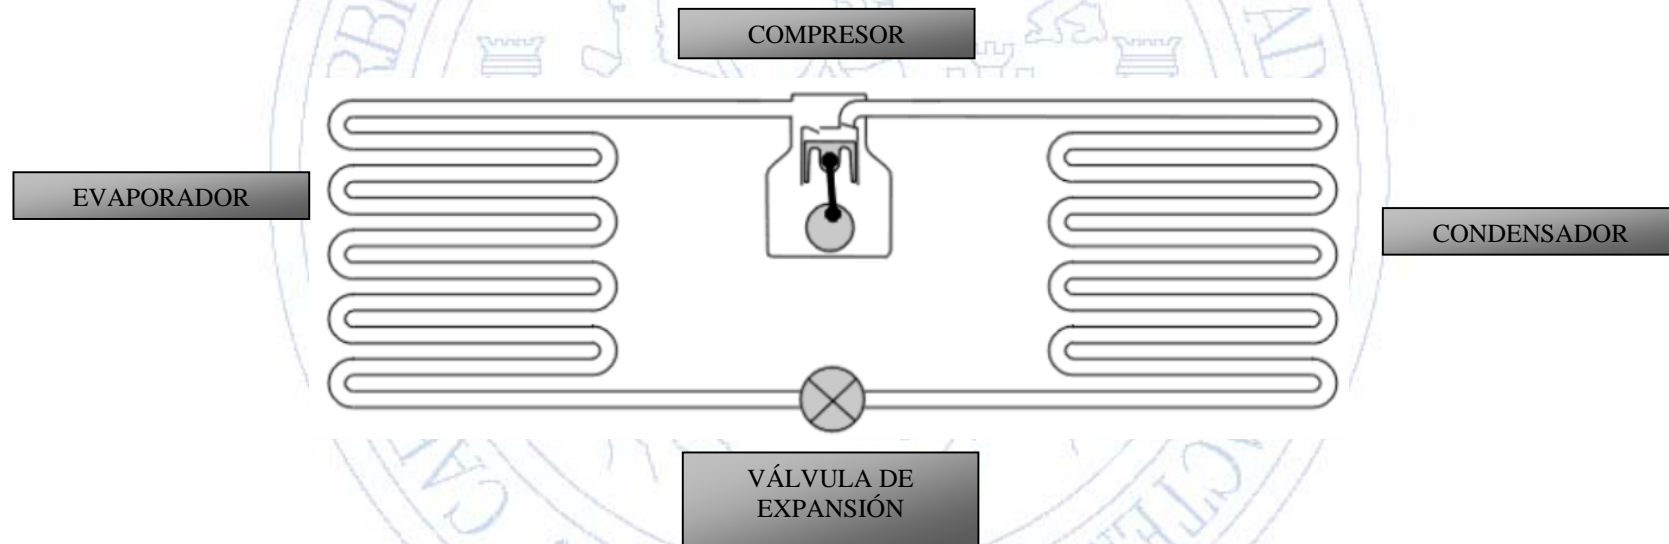 COMPRESOR
EVAPORADOR
CONDENSADOR
VÁLVULA DE
EXPANSIÓN